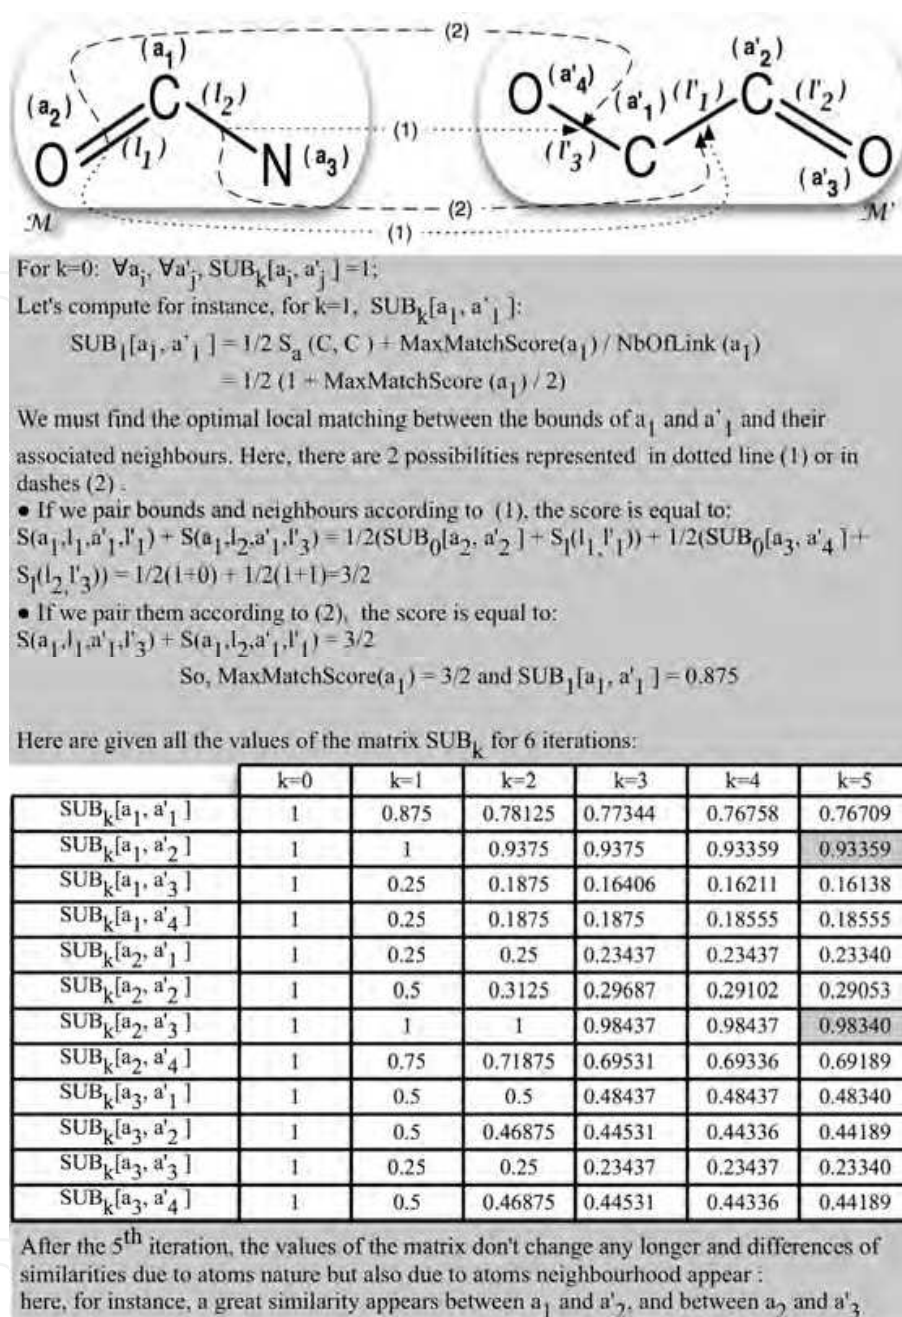 (2)
(a1) (a'2)
(a2) C (l2) O (a'4) (a'1) (l'1) C (l'2)
(l1) (1) (l'3)
O N (a3) C O
(a'3)
M (2) M'
(1)
For k=0: ∀ai, ∀a'j, SUBk[ai, a'j ] =1;
Let's compute for instance, for k=1, SUBk[a1, a'1 ]:
SUB1[a1, a'1 ] = 1/2 Sa (C, C ) + MaxMatchScore(a1) / NbOfLink (a1)
= 1/2 (1 + MaxMatchScore (a1) / 2)
We must find the optimal local matching between the bounds of a1 and a'1 and their
associated neighbours. Here, there are 2 possibilities represented in dotted line (1) or in
dashes (2) .
● If we pair bounds and neighbours according to (1), the score is equal to:
S(a1,l1,a'1,l'1) + S(a1,l2,a'1,l'3) = 1/2(SUB0[a2, a'2 ] + Sl(l1,l'1)) + 1/2(SUB0[a3, a'4 ] +
Sl(l2,l'3)) = 1/2(1+0) + 1/2(1+1)=3/2
● If we pair them according to (2), the score is equal to:
S(a1,l1,a'1,l'3) + S(a1,l2,a'1,l'1) = 3/2
So, MaxMatchScore(a1) = 3/2 and SUB1[a1, a'1 ] = 0.875
Here are given all the values of the matrix SUBk for 6 iterations:
k=0 k=1 k=2 k=3 k=4 k=5
SUBk[a1, a'1 ] 1 0.875 0.78125 0.77344 0.76758 0.76709
SUBk[a1, a'2 ] 1 1 0.9375 0.9375 0.93359 0.93359
SUBk[a1, a'3 ] 1 0.25 0.1875 0.16406 0.16211 0.16138
SUBk[a1, a'4 ] 1 0.25 0.1875 0.1875 0.18555 0.18555
SUBk[a2, a'1 ] 1 0.25 0.25 0.23437 0.23437 0.23340
SUBk[a2, a'2 ] 1 0.5 0.3125 0.29687 0.29102 0.29053
SUBk[a2, a'3 ] 1 1 1 0.98437 0.98437 0.98340
SUBk[a2, a'4 ] 1 0.75 0.71875 0.69531 0.69336 0.69189
SUBk[a3, a'1 ] 1 0.5 0.5 0.48437 0.48437 0.48340
SUBk[a3, a'2 ] 1 0.5 0.46875 0.44531 0.44336 0.44189
SUBk[a3, a'3 ] 1 0.25 0.25 0.23437 0.23437 0.23340
SUBk[a3, a'4 ] 1 0.5 0.46875 0.44531 0.44336 0.44189
After the 5th iteration, the values of the matrix don't change any longer and differences of
similarities due to atoms nature but also due to atoms neighbourhood appear :
here, for instance, a great similarity appears between a1 and a'2, and between a2 and a'3